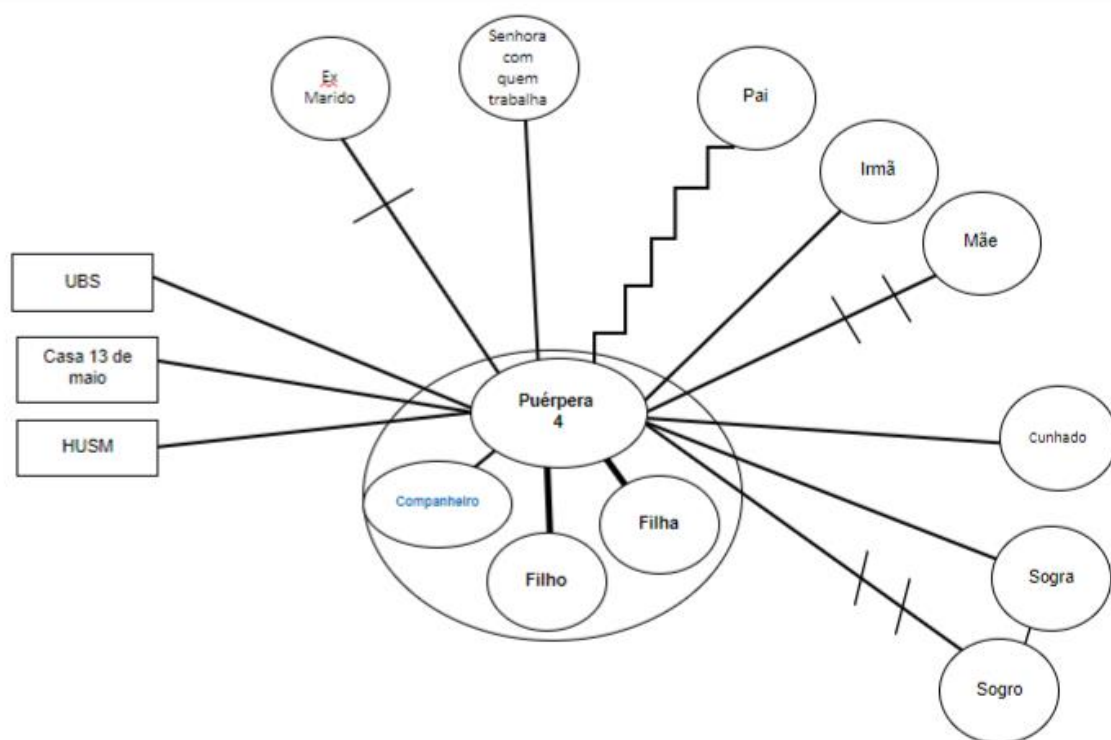 Ex
Marido
Senhora
com
quem
trabalha
Pai
Irmã
Mãe
UBS
Casa 13 de
maio
HUSM
Puérpera
4
Companheiro
Filho
Filha
Cunhado
Sogra
Sogro